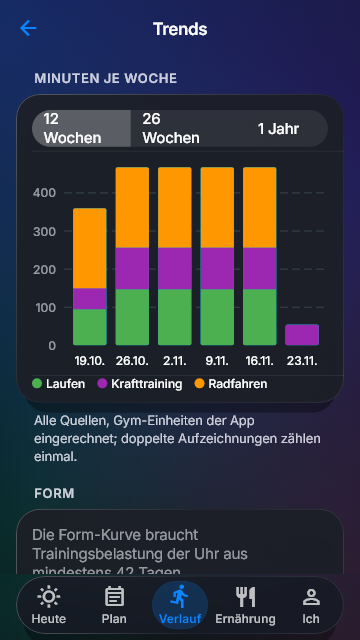 Trends
MINUTEN JE WOCHE
12
Wochen
26
Wochen
1 Jahr
400
300
200
100
0
19.10. 26.10. 2.11. 9.11. 16.11. 23.11.
Laufen Krafttraining Radfahren
Alle Quellen, Gym-Einheiten der App
eingerechnet; doppelte Aufzeichnungen zählen
einmal.
FORM
Die Form-Kurve braucht
Trainingsbelastung der Uhr aus
mindestens 42 Tagen
Heute Plan Verlauf Ernährung Ich